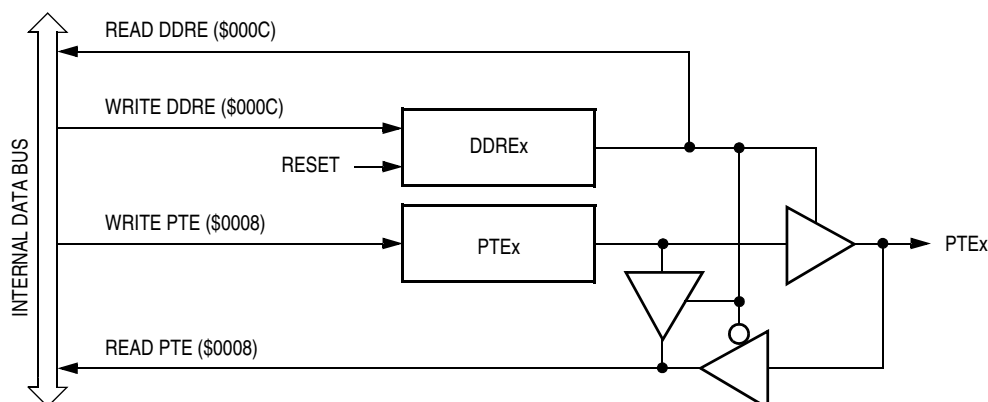 READ DDRE ($000C)
WRITE DDRE ($000C)
DDREx
RESET
WRITE PTE ($0008)
PTEx
PTEx
READ PTE ($0008)
INTERNAL DATA BUS